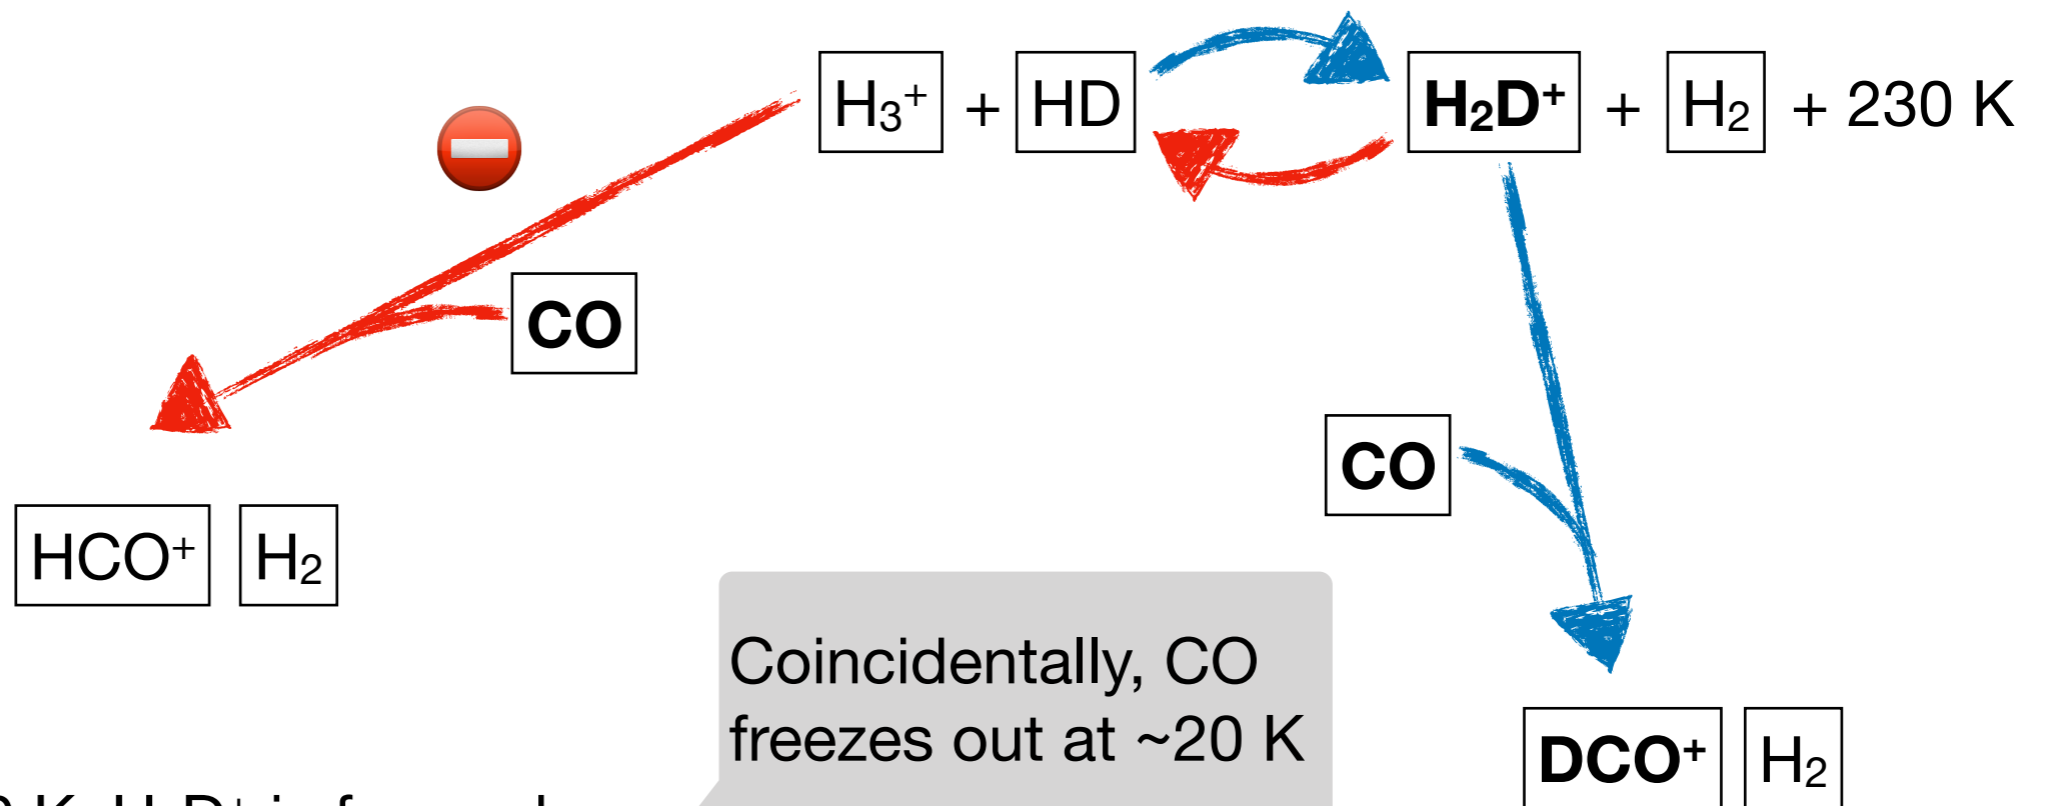 H₃⁺ + HD H₂D⁺ + H₂ + 230 K
CO
CO
HCO⁺ H₂
Coincidentally, CO
freezes out at ~20 K
DCO⁺ H₂